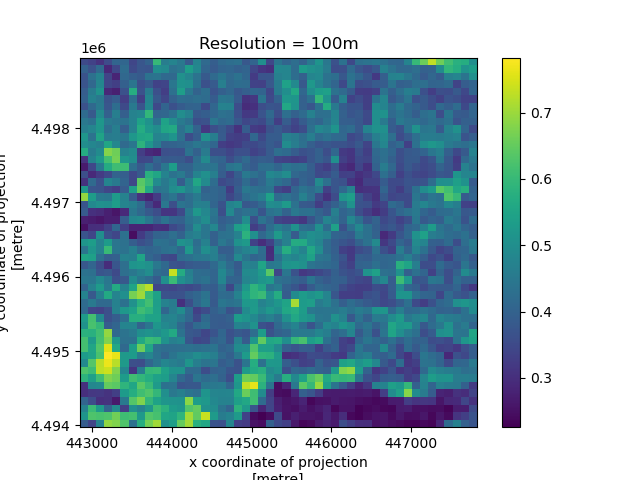 Resolution = 100m
1e6
4.498
4.497
4.496
4.495
4.494
y coordinate of projection
[metre]
443000 444000 445000 446000 447000
x coordinate of projection
[metre]
0.7
0.6
0.5
0.4
0.3